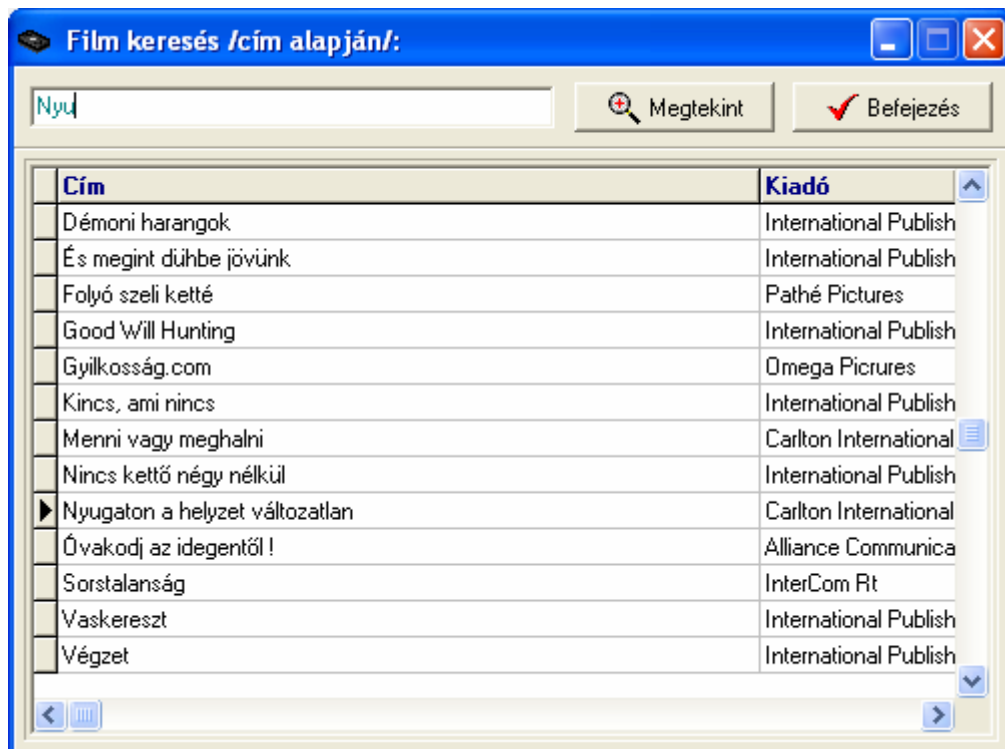 Film keresés /cím alapján/:
Nyu Megtekint Befejezés
Cím Kiadó
Démoni harangok International Publish
És megint dühbe jövünk International Publish
Folyó szeli ketté Pathé Pictures
Good Will Hunting International Publish
Gyilkosság.com Omega Picrures
Kincs, ami nincs International Publish
Menni vagy meghalni Carlton International
Nincs kettő négy nélkül International Publish
Nyugaton a helyzet változatlan Carlton International
Óvakodj az idegentől ! Alliance Communica
Sorstalanság InterCom Rt
Vaskereszt International Publish
Végzet International Publish